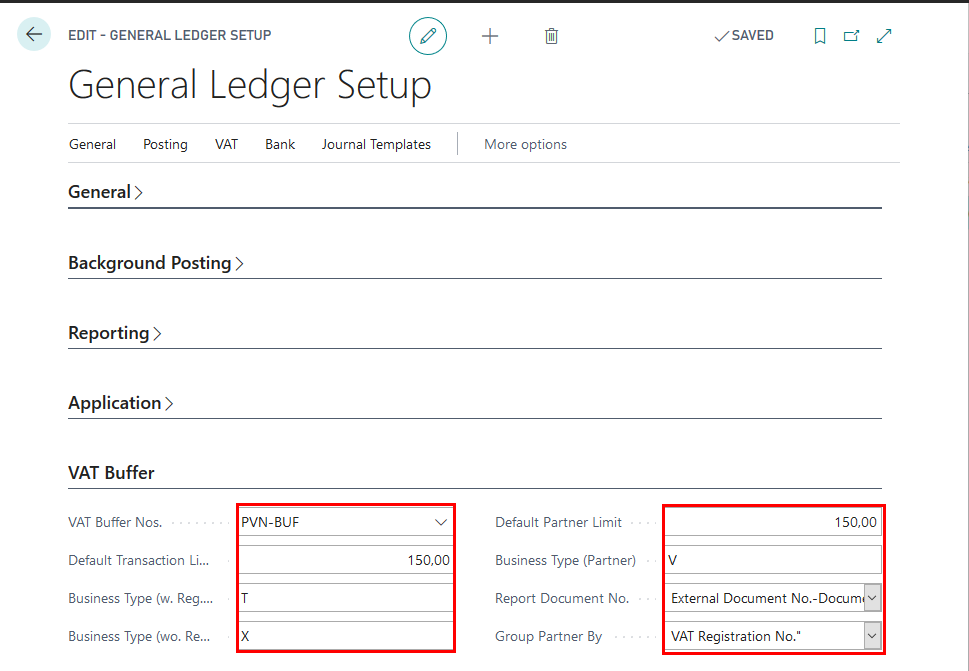 EDIT - GENERAL LEDGER SETUP
SAVED
General Ledger Setup
General Posting VAT Bank Journal Templates More options
General
Background Posting
Reporting
Application
VAT Buffer
VAT Buffer Nos. PVN-BUF Default Partner Limit 150,00
Default Transaction Li... 150,00 Business Type (Partner) V
Business Type (w. Reg.... T Report Document No. External Document No.-Docum
Business Type (wo. Re... X Group Partner By VAT Registration No."